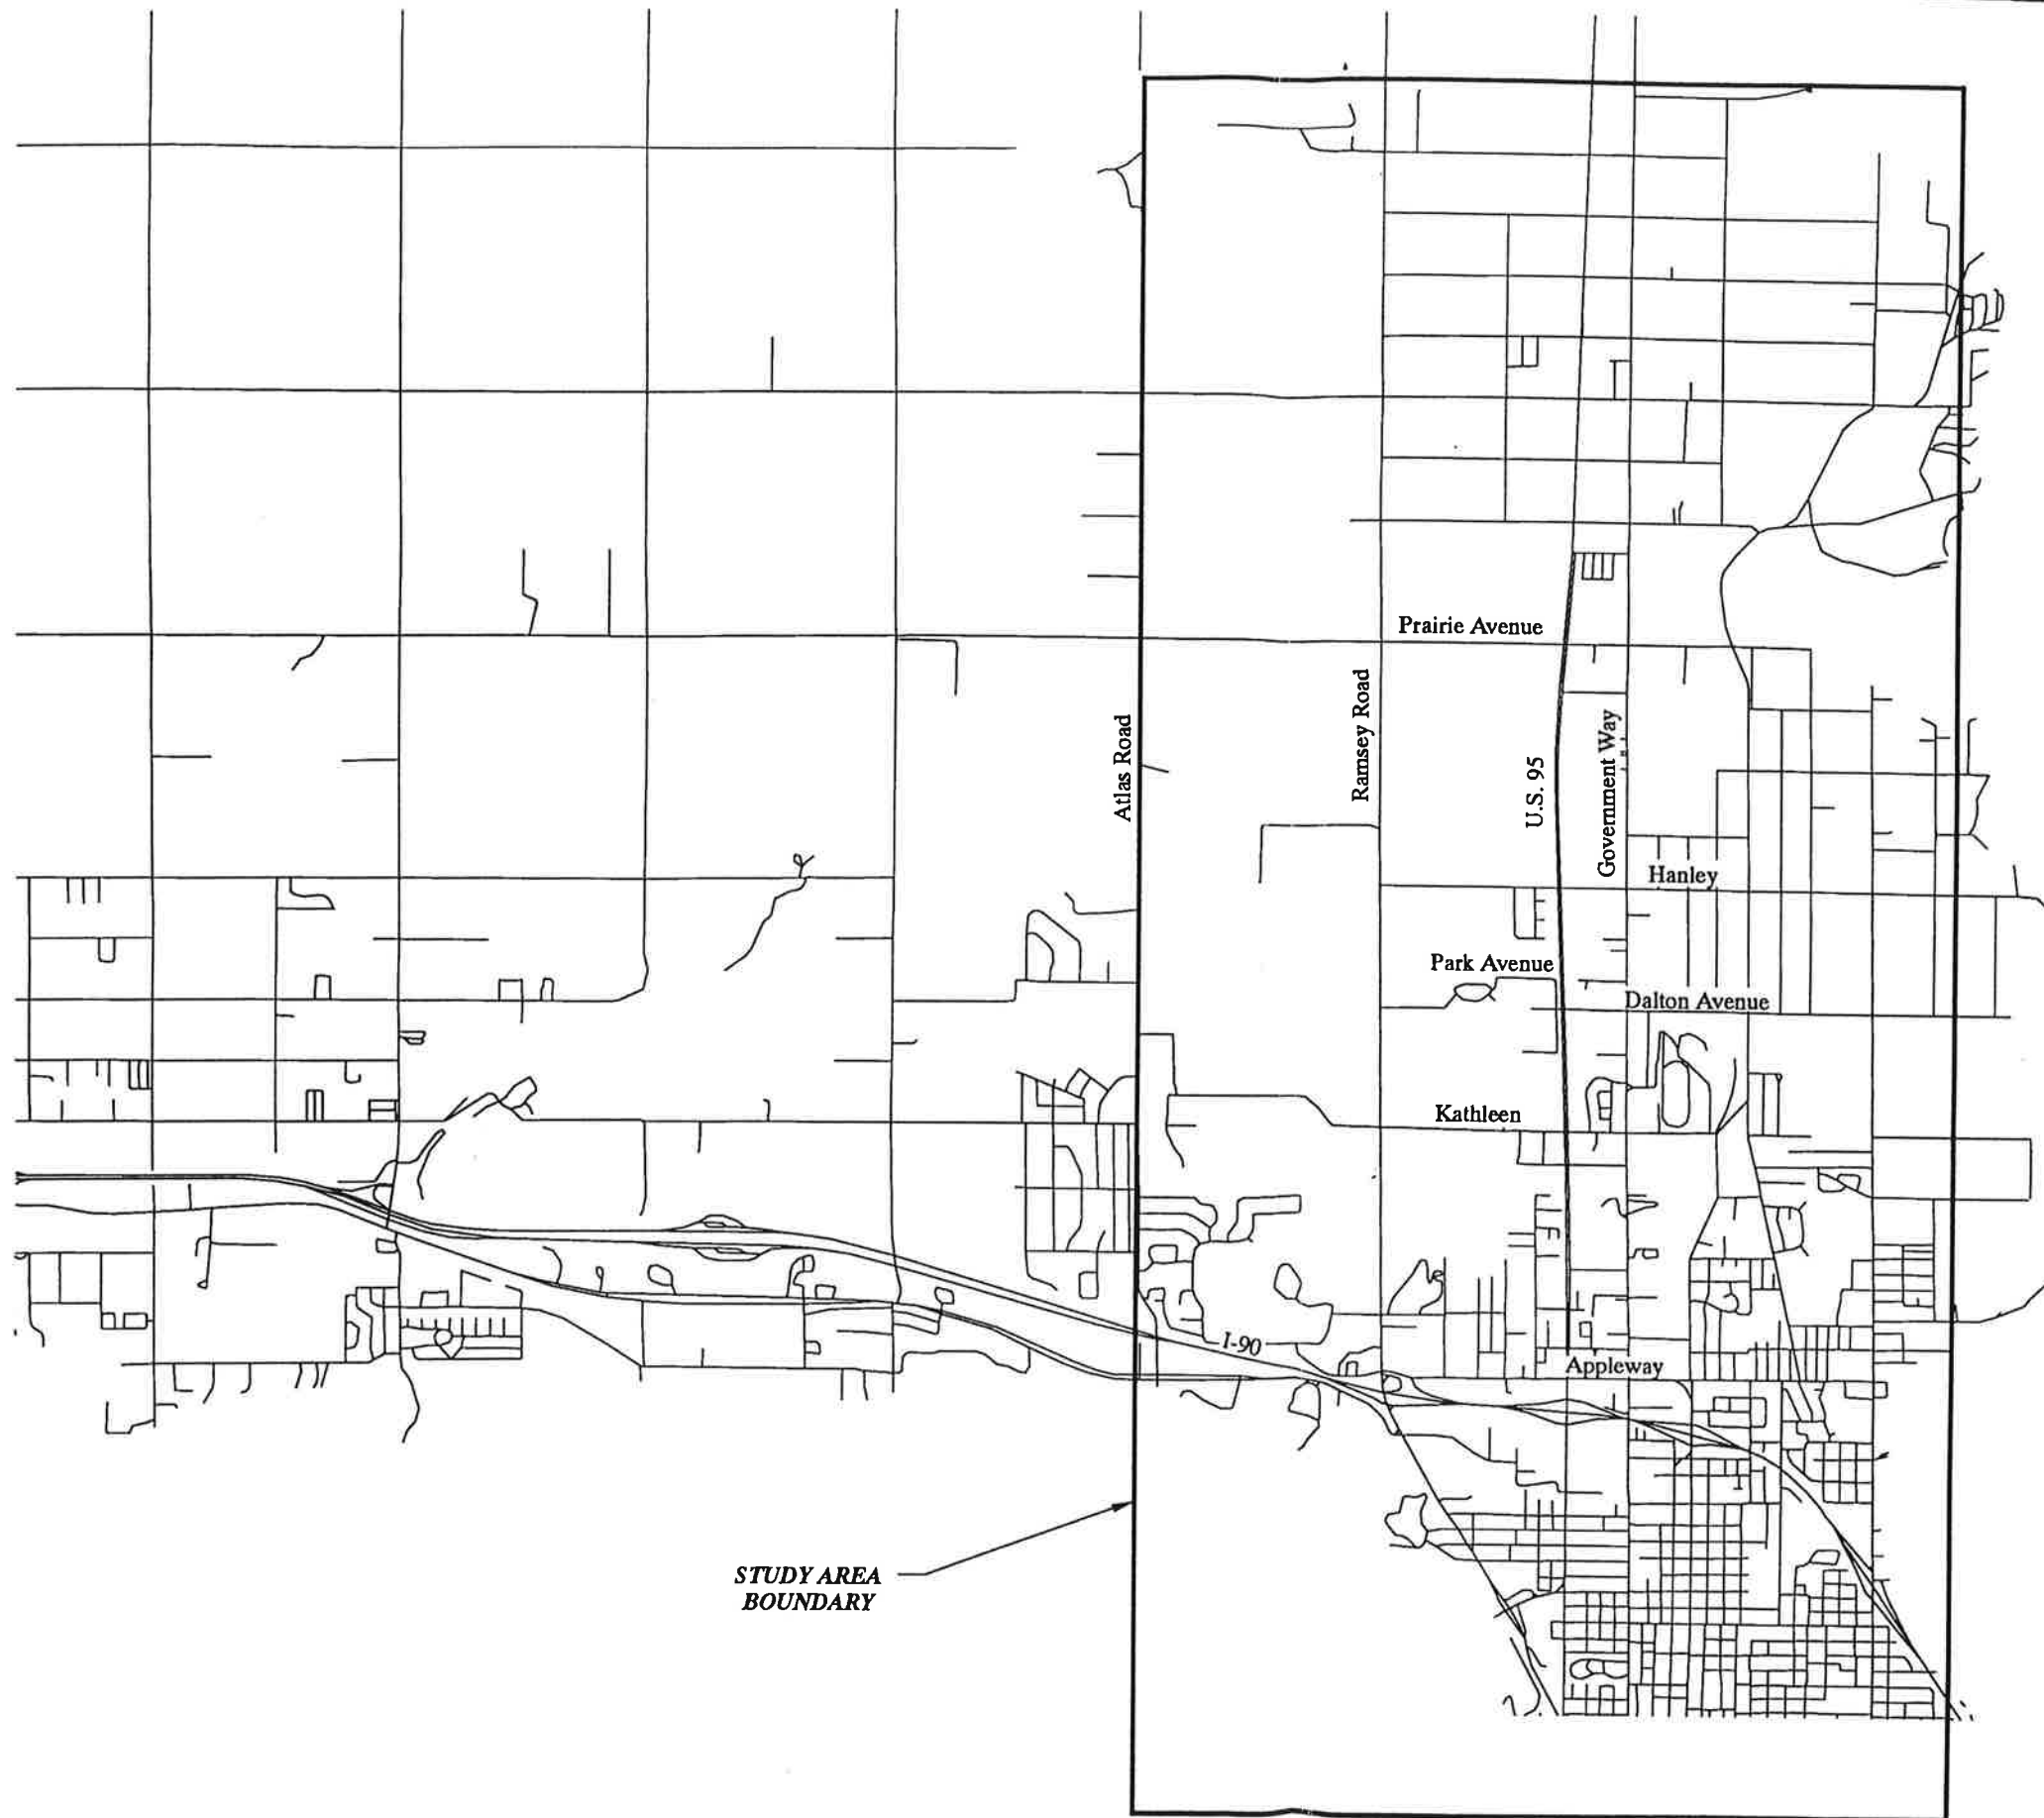 Prairie Avenue
Ramsey Road
Atlas Road
Government Way
U.S. 95
Hanley
Park Avenue
Dalton Avenue
Kathleen
I-90
Appleway
STUDY AREA
BOUNDARY